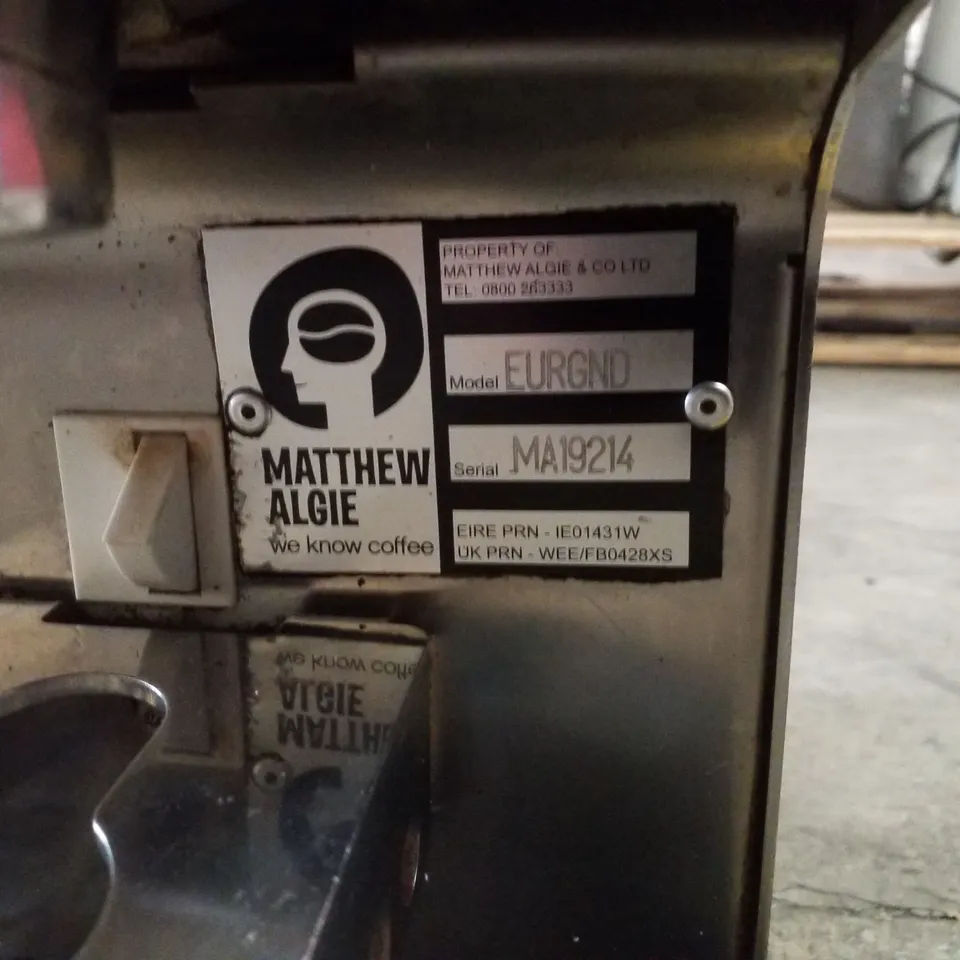 MATTHEW
ALGIE
we know coffee
PROPERTY OF:
MATTHEW ALGIE & CO LTD
TEL: 0800 263333
Model EURGND
Serial MA19214
EIRE PRN - IE01431W
UK PRN - WEE/FB0428XS